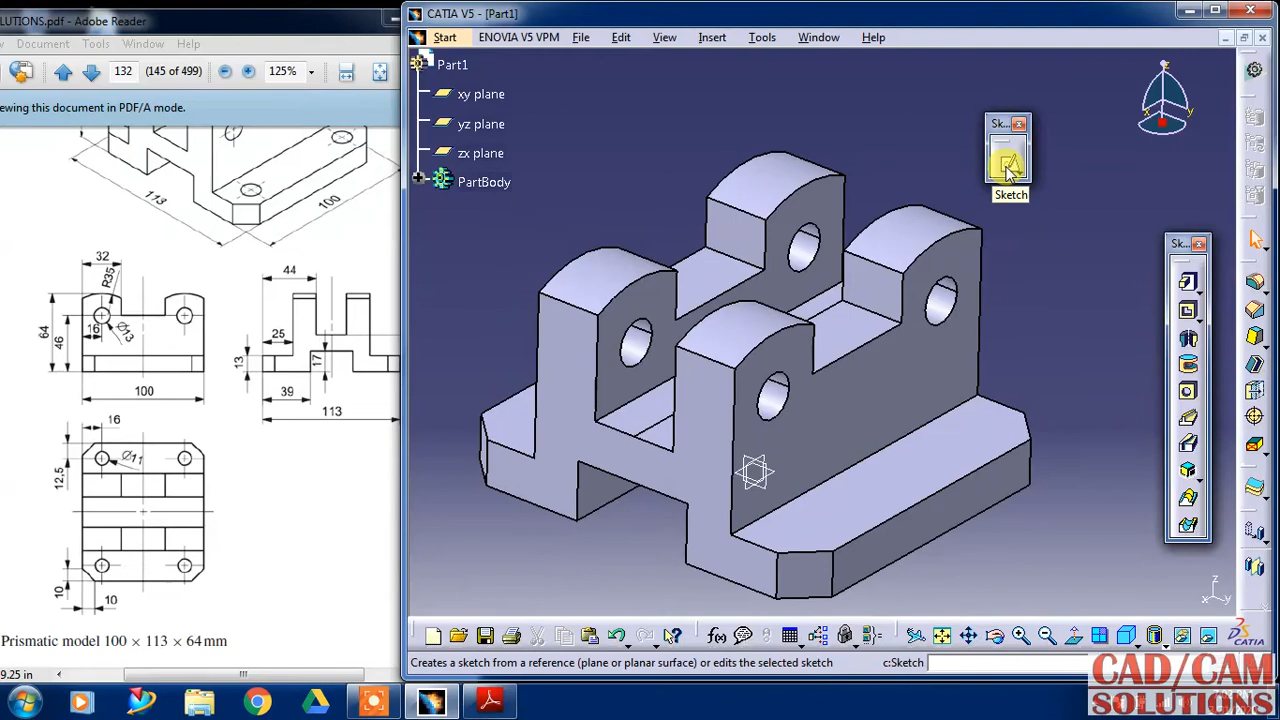 LUTIONS.pdf - Adobe Reader
Document Tools Window Help
132 (145 of 499) 125%
ewing this document in PDF/A mode.
113
100
32
R35
64
46
16
Ø13
100
44
25
13
17
39
113
16
Ø11
12,5
10
10
Prismatic model 100 × 113 × 64 mm
9.25 in
CATIA V5 - [Part1]
Start ENOVIA V5 VPM File Edit View Insert Tools Window Help
Part1
xy plane
yz plane
zx plane
PartBody
Sk...
Sketch
Sk...
z
y
x
z
x y
f(x)
CATIA
Creates a sketch from a reference (plane or planar surface) or edits the selected sketch
c:Sketch
CAD/CAM
SOLUTIONS